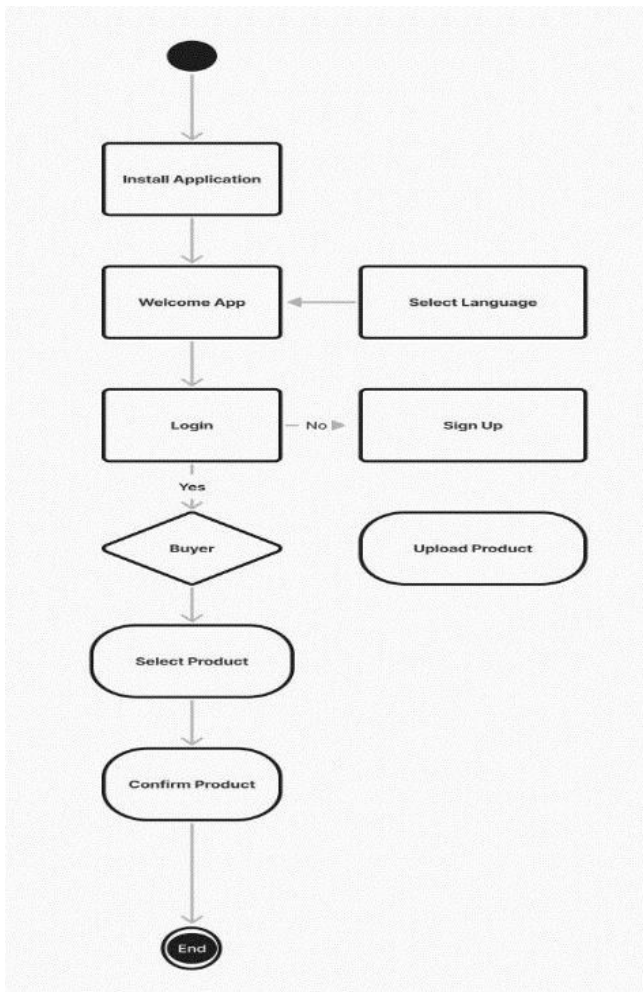 Install Application
Welcome App
Select Language
Login
No
Sign Up
Yes
Buyer
Upload Product
Select Product
Confirm Product
End